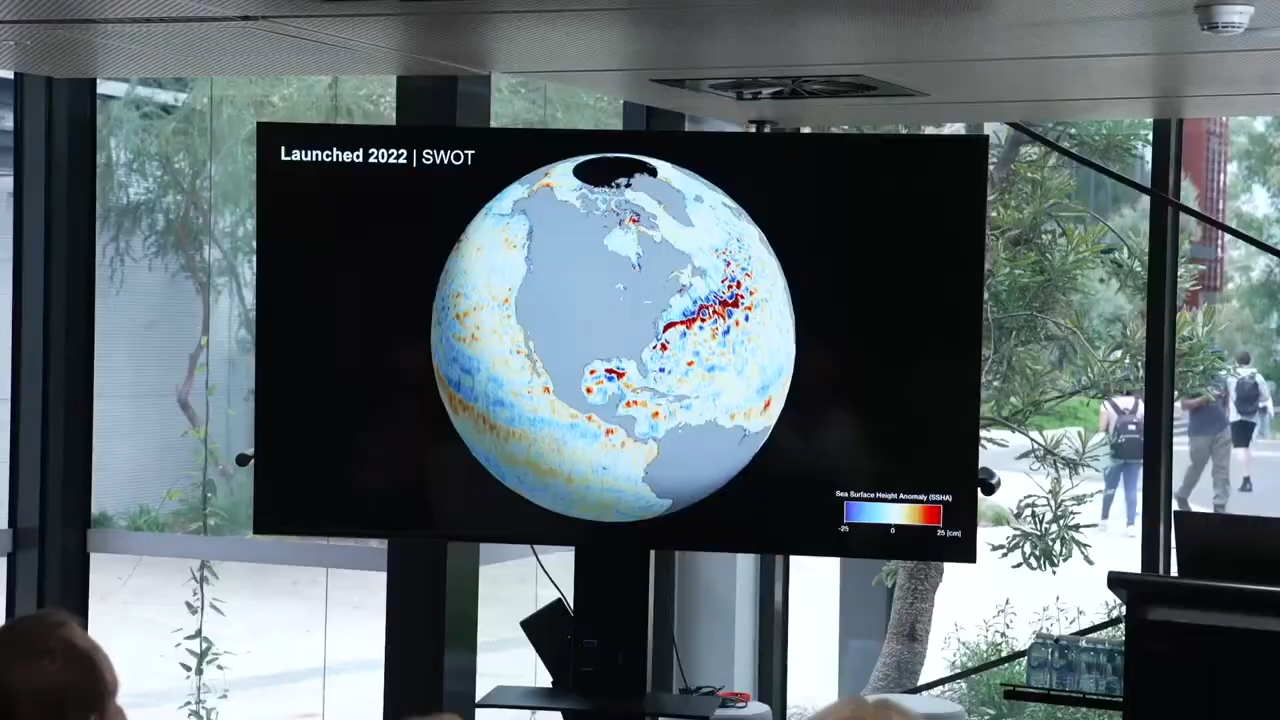 Launched 2022 | SWOT
Sea Surface Height Anomaly (SSHA)
-25 0 25 [cm]